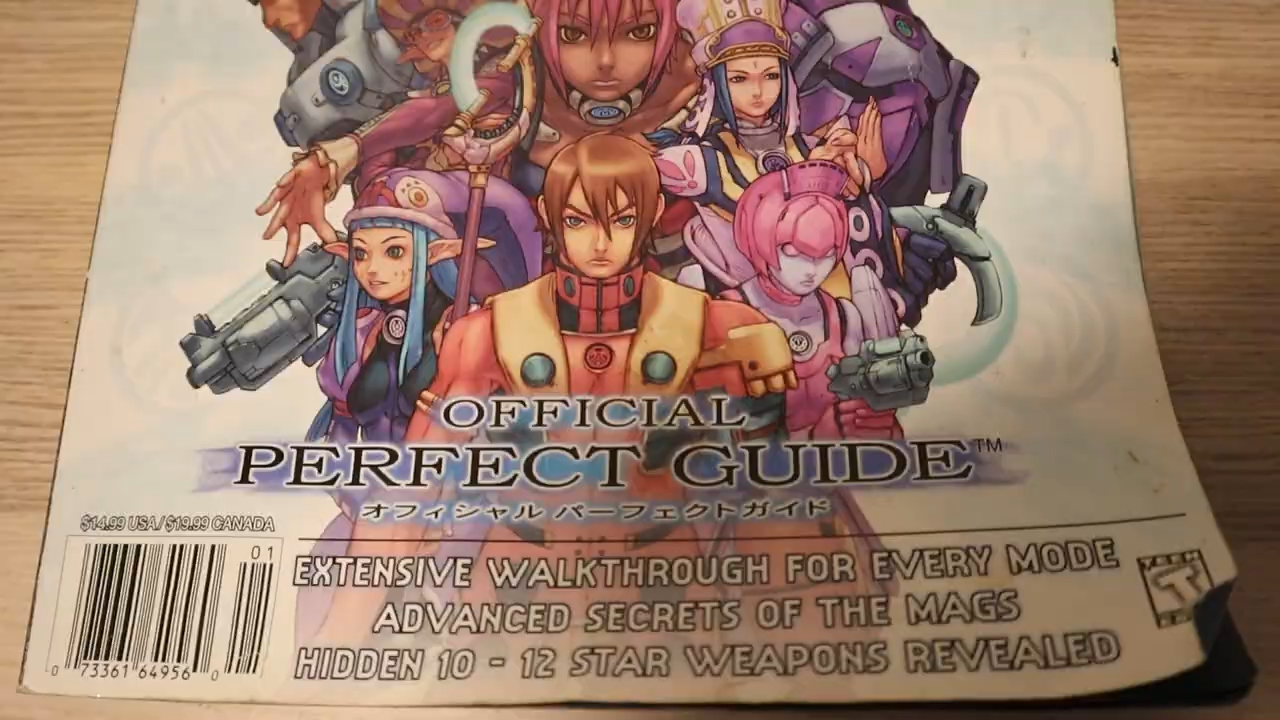 OFFICIAL
PERFECT GUIDE™
オフィシャル パーフェクトガイド
$14.99 USA / $19.99 CANADA
01
EXTENSIVE WALKTHROUGH FOR EVERY MODE
ADVANCED SECRETS OF THE MAGS
HIDDEN 10 - 12 STAR WEAPONS REVEALED
0 73361 64956 0
TEEN
T